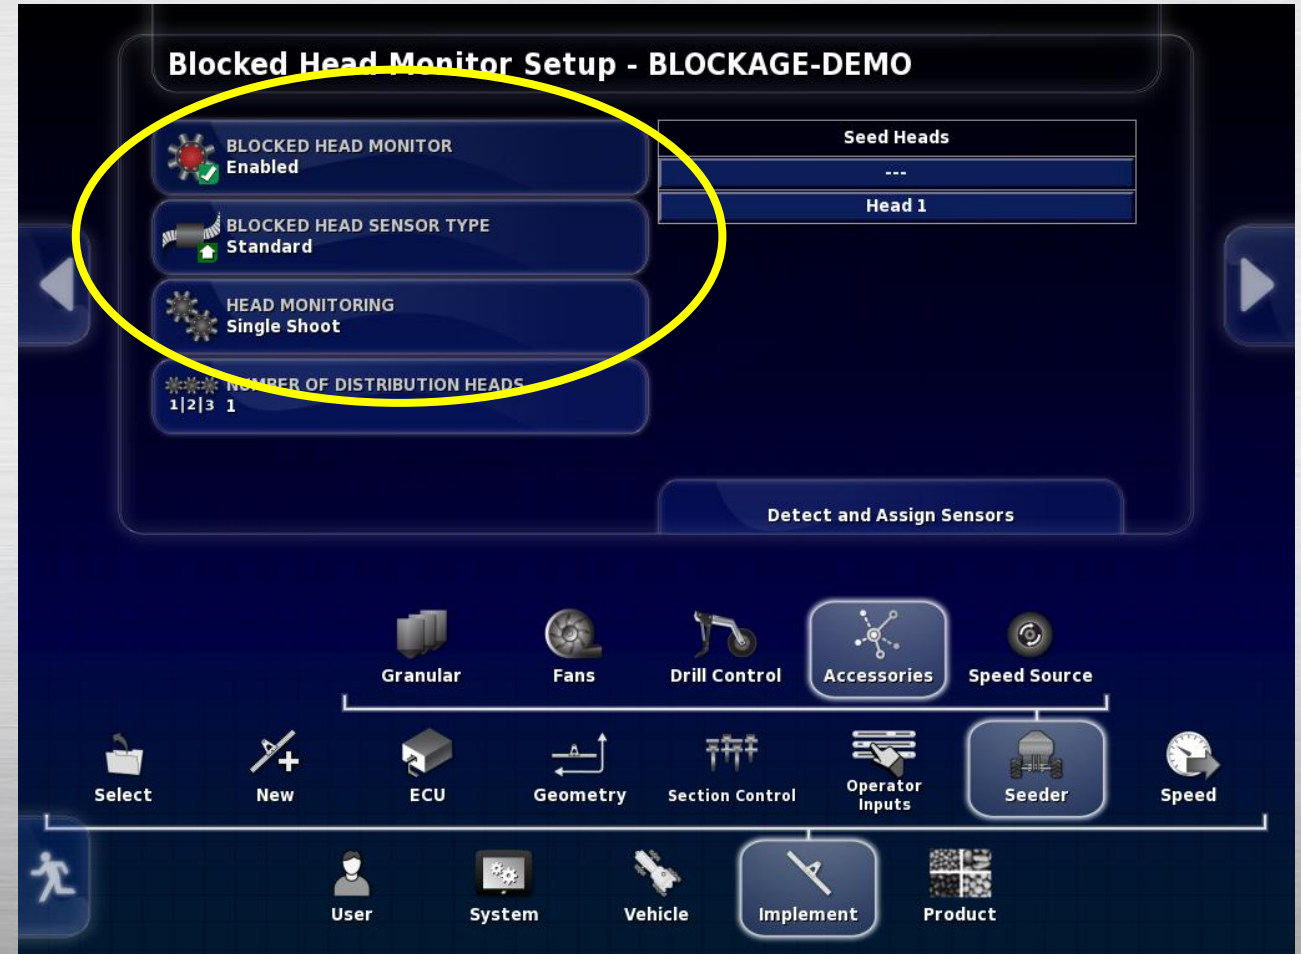 Blocked Head Monitor Setup - BLOCKAGE-DEMO
BLOCKED HEAD MONITOR
Enabled
BLOCKED HEAD SENSOR TYPE
Standard
HEAD MONITORING
Single Shoot
NUMBER OF DISTRIBUTION HEADS
1|2|3 1
Seed Heads
---
Head 1
Detect and Assign Sensors
Granular Fans Drill Control Accessories Speed Source
Select New ECU Geometry Section Control Operator Inputs Seeder Speed
User System Vehicle Implement Product